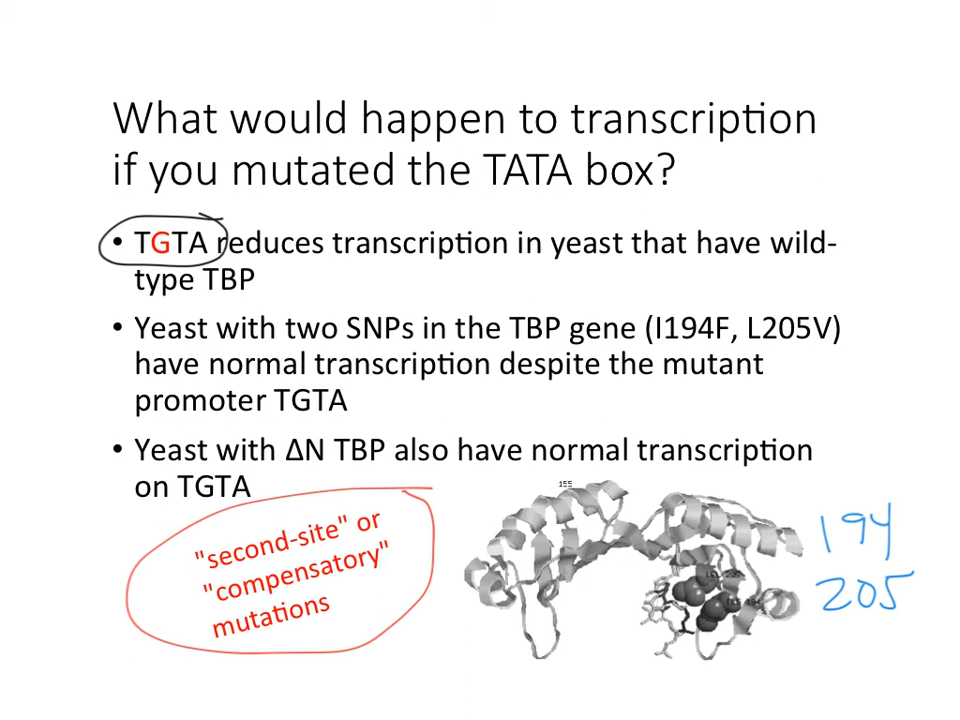 What would happen to transcription
if you mutated the TATA box?
• TGTA reduces transcription in yeast that have wild-
type TBP
• Yeast with two SNPs in the TBP gene (I194F, L205V)
have normal transcription despite the mutant
promoter TGTA
• Yeast with ΔN TBP also have normal transcription
on TGTA
"second-site" or
"compensatory"
mutations
155
194
205